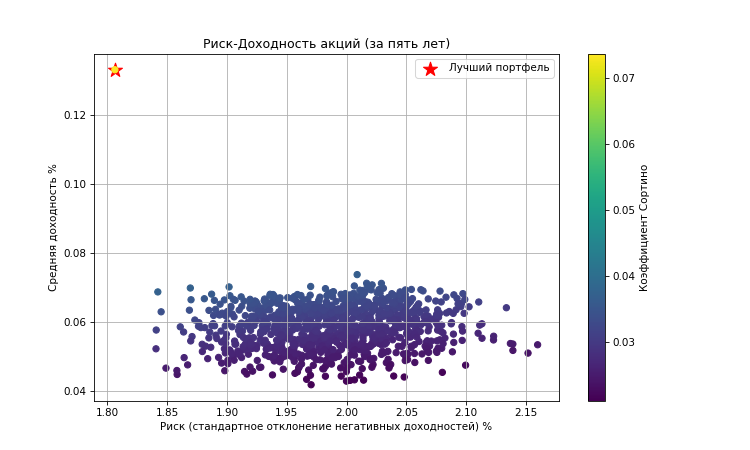 Риск-Доходность акций (за пять лет)
Лучший портфель
0.12
0.10
0.08
0.06
0.04
Средняя доходность %
1.80 1.85 1.90 1.95 2.00 2.05 2.10 2.15
Риск (стандартное отклонение негативных доходностей) %
0.07
0.06
0.05
0.04
0.03
Коэффициент Сортино